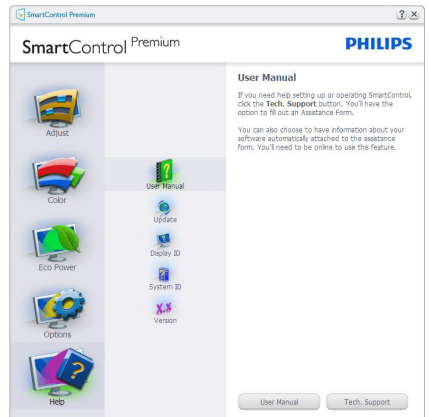 SmartControl Premium
SmartControl Premium
PHILIPS
Adjust
Color
Eco Power
Options
Help
User Manual
Update
Display ID
System ID
X.X
Version
User Manual
If you need help setting up or operating SmartControl,
click the Tech. Support button. You'll have the
option to fill out an Assistance Form.
You can also choose to have information about your
software automatically attached to the assistance
form. You'll need to be online to use this feature.
User Manual
Tech. Support